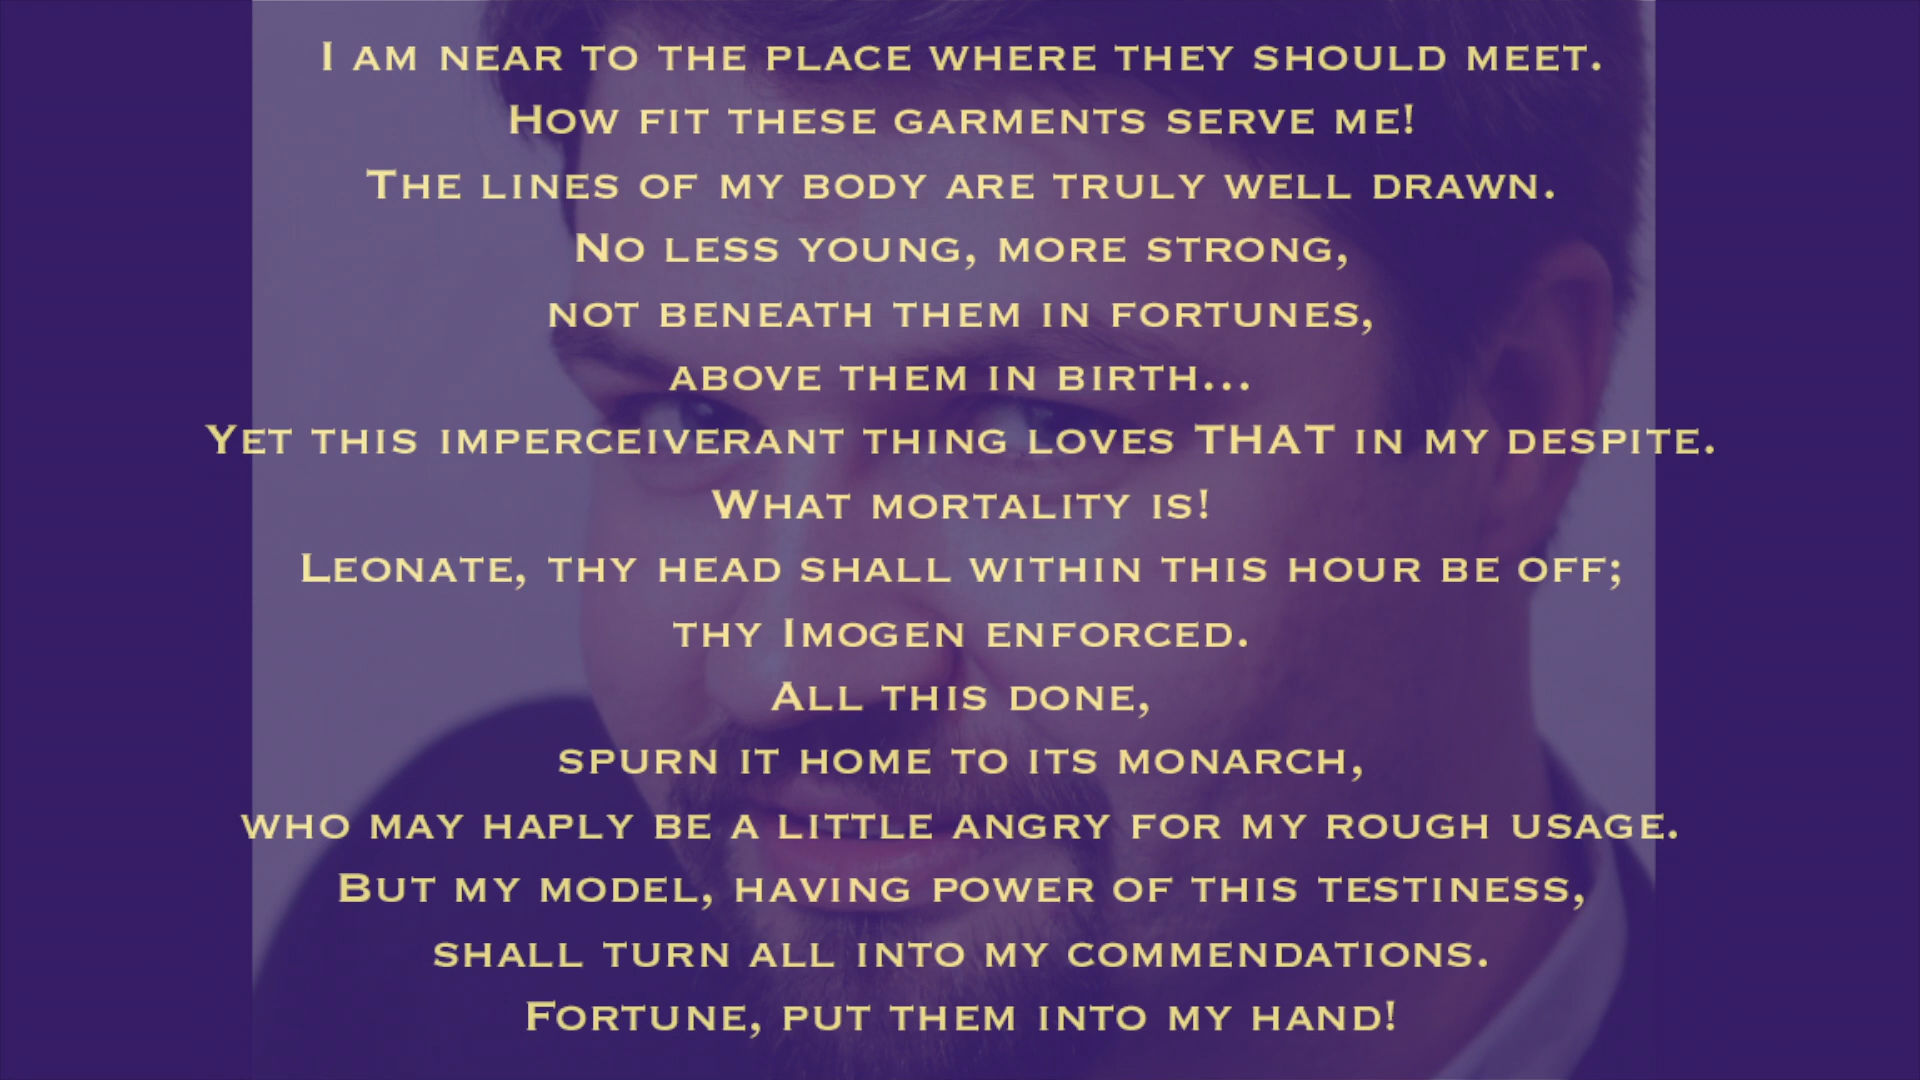 I am near to the place where they should meet.
How fit these garments serve me!
The lines of my body are truly well drawn.
No less young, more strong,
not beneath them in fortunes,
above them in birth...
Yet this imperceiverant thing loves THAT in my despite.
What mortality is!
Leonate, thy head shall within this hour be off;
thy Imogen enforced.
All this done,
spurn it home to its monarch,
who may haply be a little angry for my rough usage.
But my model, having power of this testiness,
shall turn all into my commendations.
Fortune, put them into my hand!